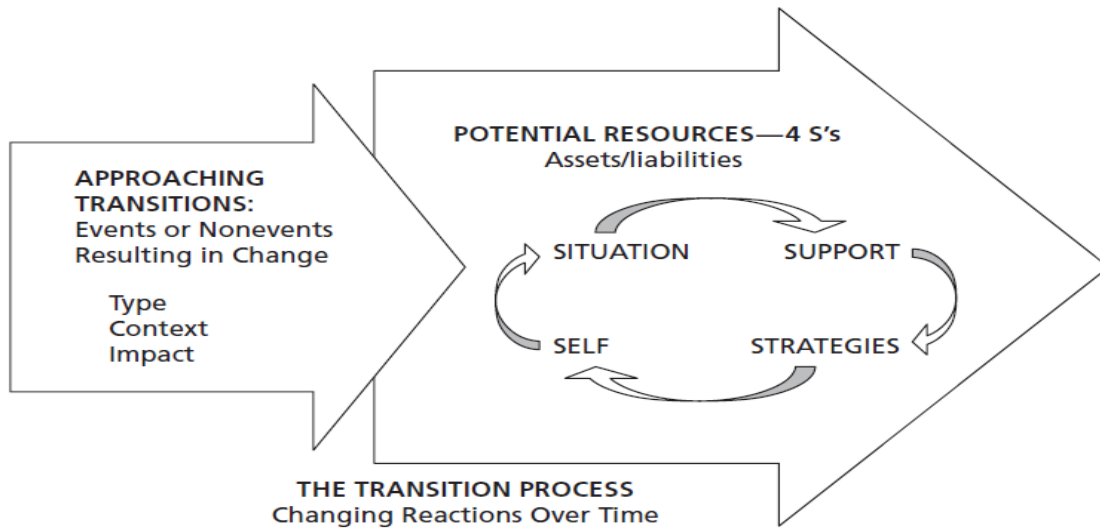 APPROACHING
TRANSITIONS:
Events or Nonevents
Resulting in Change
Type
Context
Impact
POTENTIAL RESOURCES—4 S's
Assets/liabilities
SITUATION
SUPPORT
SELF
STRATEGIES
THE TRANSITION PROCESS
Changing Reactions Over Time